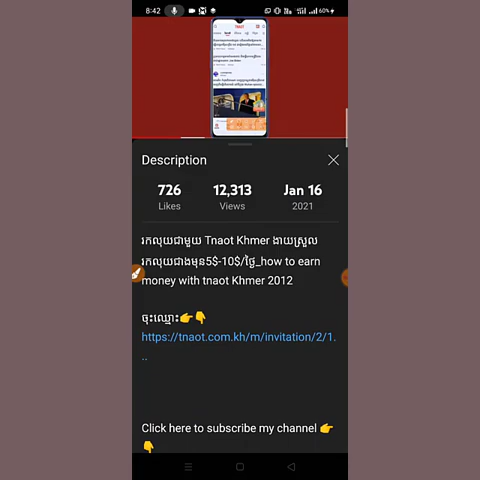 8:42
60%
TNAOT
Description
726
12,313
Jan 16
Likes
Views
2021
រកលុយជាមួយ Tnaot Khmer ងាយស្រួល
រកលុយជាងមុន5$-10$/ថ្ងៃ_how to earn
money with tnaot Khmer 2012
ចុះឈ្មោះ👉👇
https://tnaot.com.kh/m/invitation/2/1.
..
Click here to subscribe my channel 👉
👇